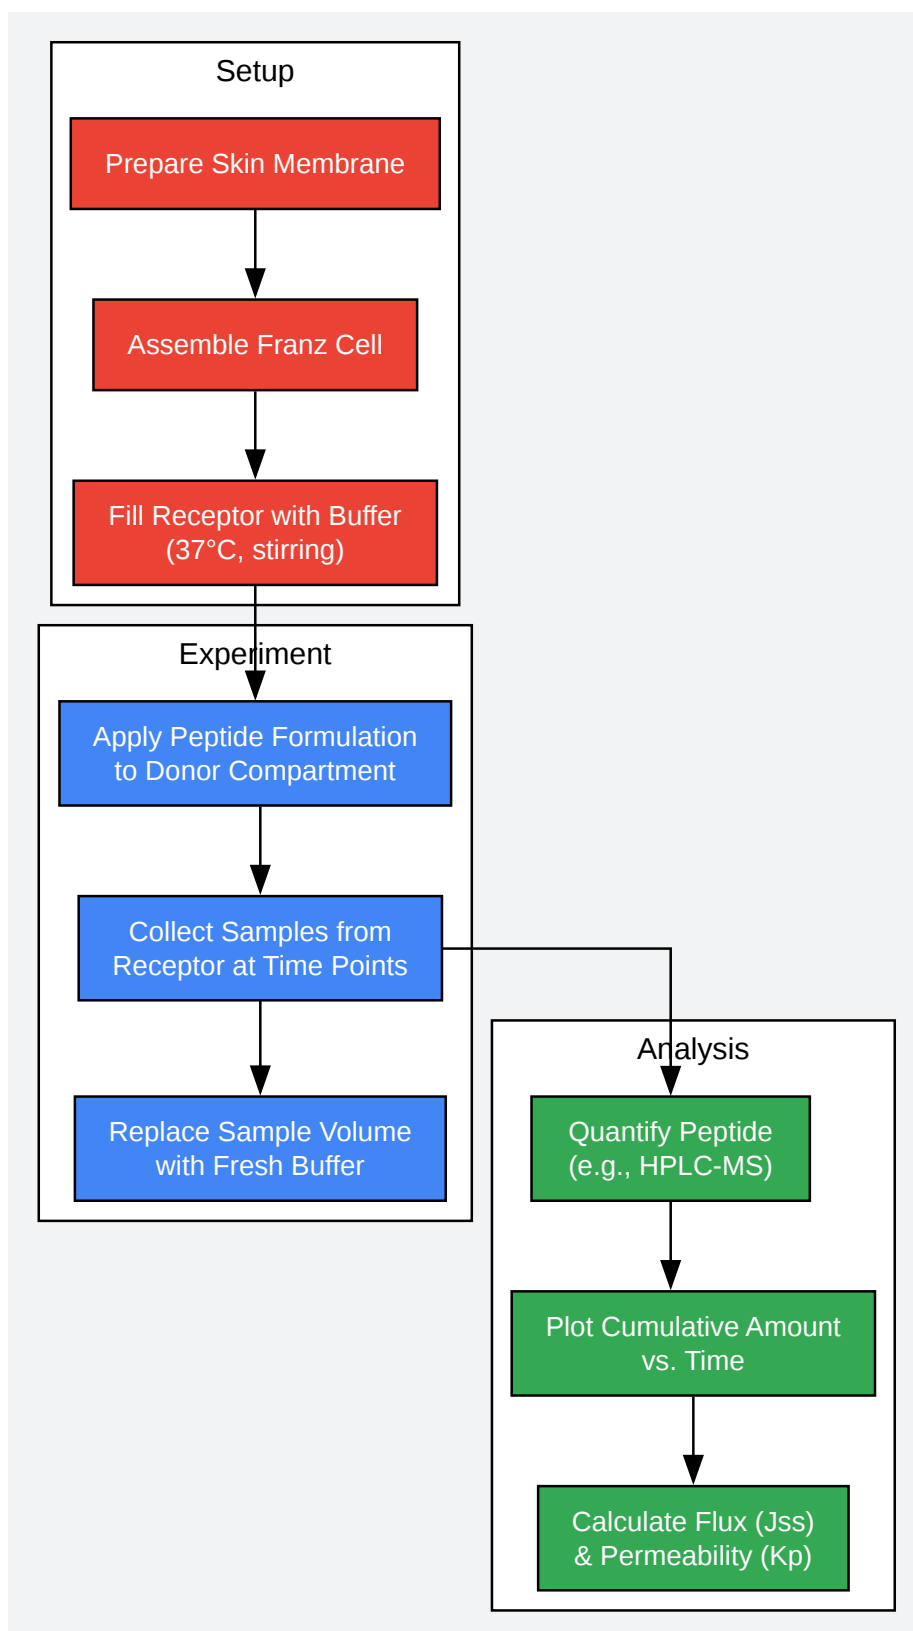 Setup
Prepare Skin Membrane
Assemble Franz Cell
Fill Receptor with Buffer
(37°C, stirring)
Experiment
Apply Peptide Formulation
to Donor Compartment
Collect Samples from
Receptor at Time Points
Replace Sample Volume
with Fresh Buffer
Analysis
Quantify Peptide
(e.g., HPLC-MS)
Plot Cumulative Amount
vs. Time
Calculate Flux (Jss)
& Permeability (Kp)